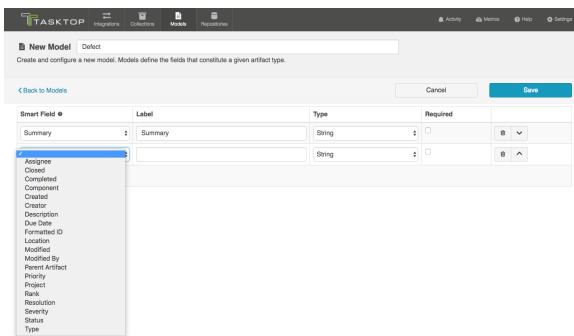 TASKTOP Integrations Collections Models Repositories Activity Metrics Help Settings
New Model Defect
Create and configure a new model. Models define the fields that constitute a given artifact type.
Back to Models Cancel Save
Smart Field Label Type Required
Summary Summary String
String
Assignee
Closed
Completed
Component
Created
Creator
Description
Due Date
Formatted ID
Location
Modified
Modified By
Parent Artifact
Priority
Project
Rank
Resolution
Severity
Status
Type